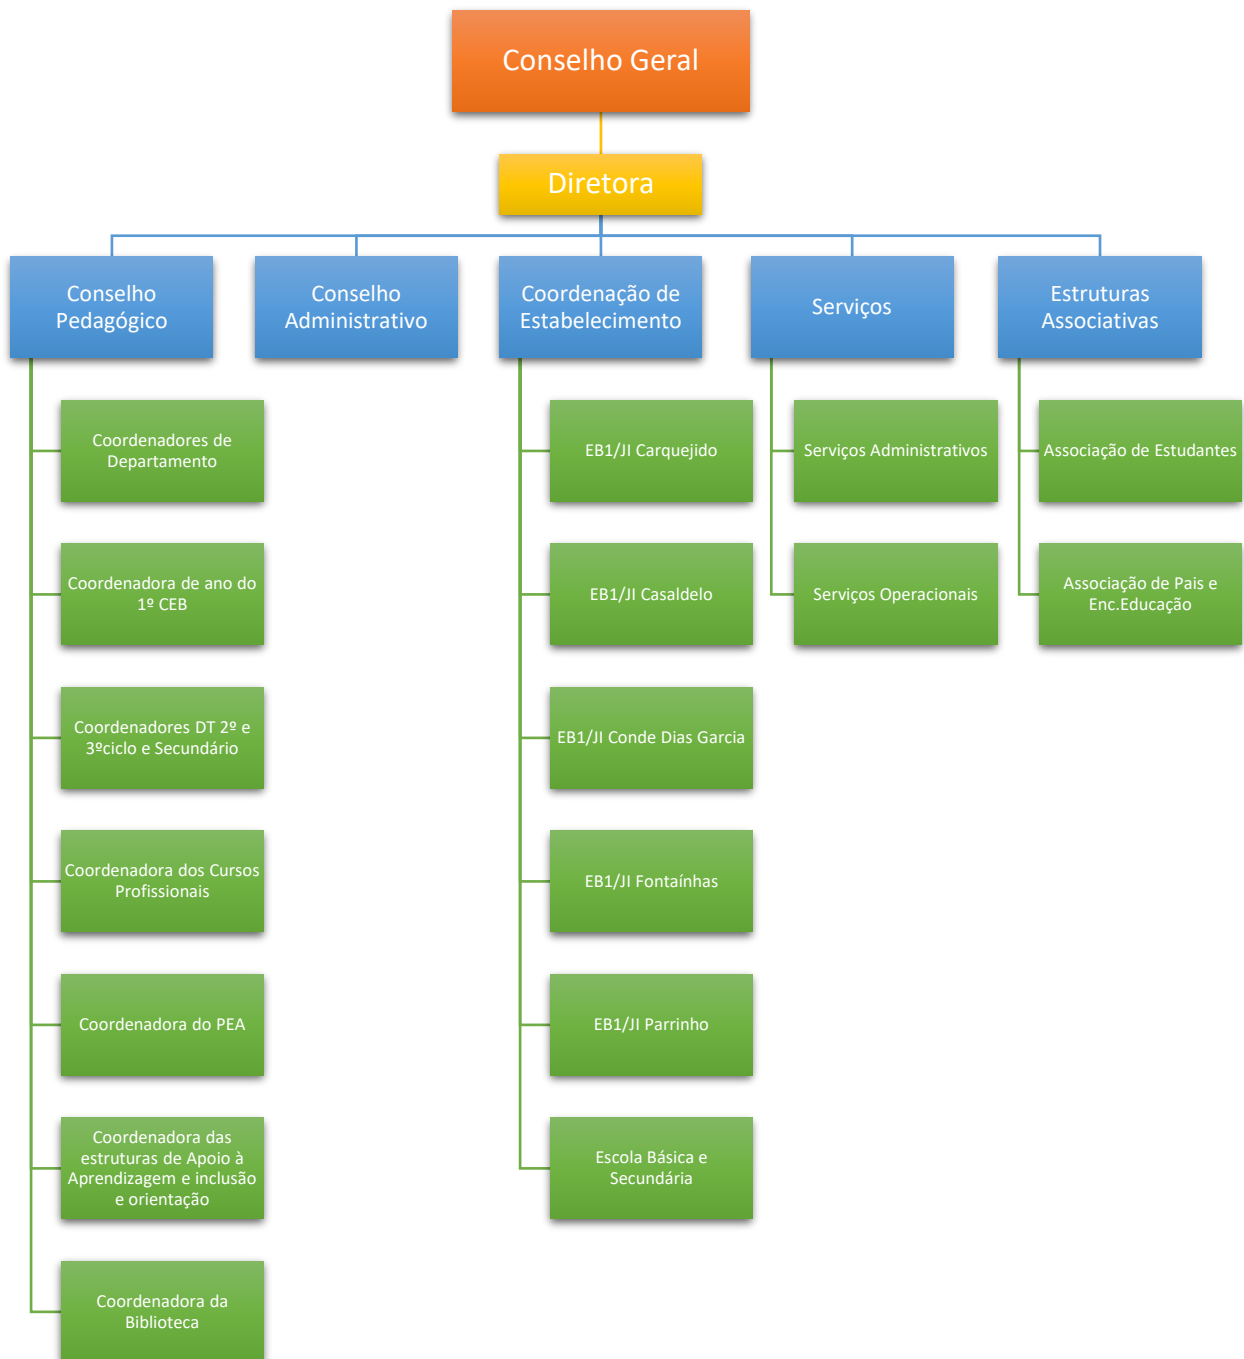 Conselho Geral
Diretora
Conselho
Pedagógico
Conselho
Administrativo
Coordenação de
Estabelecimento
Serviços
Estruturas
Associativas
Coordenadores de
Departamento
Coordenadora de ano do
1º CEB
Coordenadores DT 2º e
3ºciclo e Secundário
Coordenadora dos Cursos
Profissionais
Coordenadora do PEA
Coordenadora das
estruturas de Apoio à
Aprendizagem e inclusão
e orientação
Coordenadora da
Biblioteca
EB1/JI Carquejido
EB1/JI Casaldelo
EB1/JI Conde Dias Garcia
EB1/JI Fontaínhas
EB1/JI Parrinho
Escola Básica e
Secundária
Serviços Administrativos
Serviços Operacionais
Associação de Estudantes
Associação de Pais e
Enc.Educação